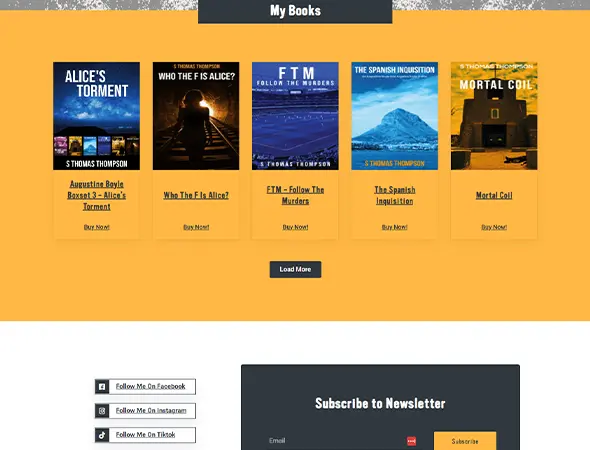 My Books
ALICE'S
TORMENT
S THOMAS THOMPSON
S THOMAS THOMPSON
WHO THE F IS ALICE?
FTM
FOLLOW THE MURDERS
S THOMAS THOMPSON
THE SPANISH INQUISITION
S THOMAS THOMPSON
S THOMAS THOMPSON
MORTAL COIL
Augustine Boyle
Boxset 3 – Alice's
Torment
Who The F Is Alice?
FTM – Follow The
Murders
The Spanish
Inquisition
Mortal Coil
Buy Now!
Buy Now!
Buy Now!
Buy Now!
Buy Now!
Load More
Follow Me On Facebook
Follow Me On Instagram
Follow Me On Tiktok
Subscribe to Newsletter
Email
Subscribe